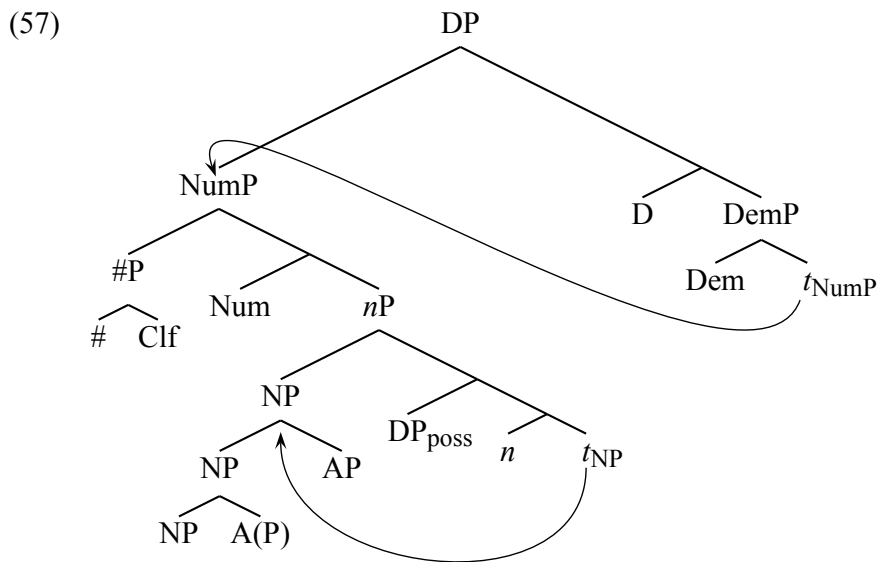 (57)
DP
NumP
D DemP
#P
Num nP
Dem tNumP
# Clf
NP
DPposs n tNP
NP AP
NP A(P)